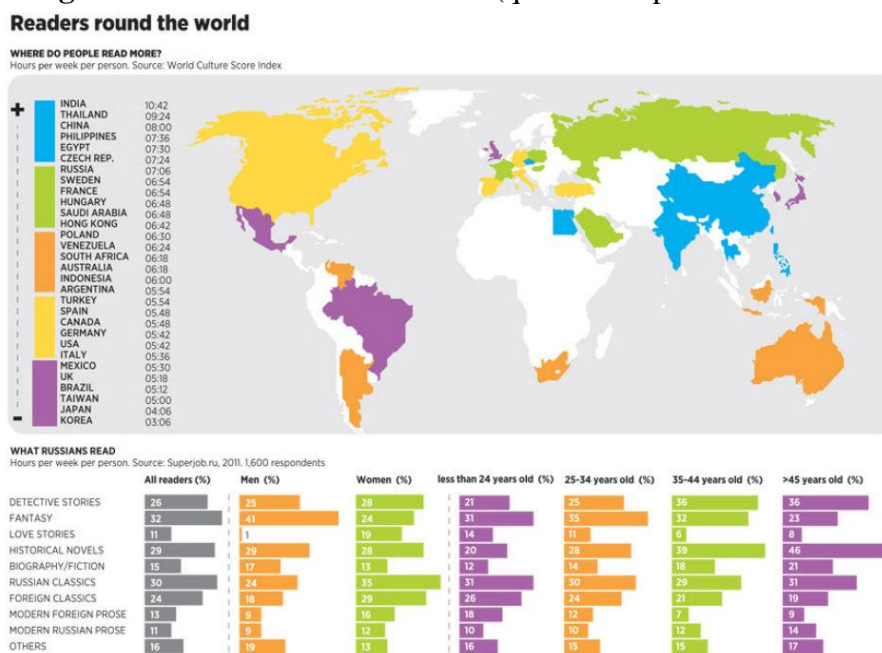 Readers round the world
WHERE DO PEOPLE READ MORE?
Hours per week per person. Source: World Culture Score Index
+
INDIA 10:42
THAILAND 09:24
CHINA 08:00
PHILIPPINES 07:36
EGYPT 07:30
CZECH REP. 07:24
RUSSIA 07:06
SWEDEN 06:54
FRANCE 06:54
HUNGARY 06:48
SAUDI ARABIA 06:48
HONG KONG 06:42
POLAND 06:30
VENEZUELA 06:24
SOUTH AFRICA 06:18
AUSTRALIA 06:18
INDONESIA 06:00
ARGENTINA 05:54
TURKEY 05:54
SPAIN 05.48
CANADA 05:48
GERMANY 05:42
USA 05:42
ITALY 05:36
MEXICO 05:30
UK 05:18
BRAZIL 05:12
TAIWAN 05:00
JAPAN 04:06
KOREA 03:06
-
WHAT RUSSIANS READ
Hours per week per person. Source: Superjob.ru, 2011. 1,600 respondents
All readers (%) Men (%) Women (%) less than 24 years old (%) 25-34 years old (%) 35-44 years old (%) >45 years old (%)
DETECTIVE STORIES 26 25 28 21 25 36 36
FANTASY 32 41 24 31 35 32 23
LOVE STORIES 11 1 19 14 11 6 8
HISTORICAL NOVELS 29 29 28 20 28 39 46
BIOGRAPHY/FICTION 15 17 13 12 14 18 21
RUSSIAN CLASSICS 30 24 35 31 30 29 31
FOREIGN CLASSICS 24 18 29 26 24 21 19
MODERN FOREIGN PROSE 13 9 16 18 12 7 9
MODERN RUSSIAN PROSE 11 9 12 10 10 12 14
OTHERS 16 19 13 16 15 15 17